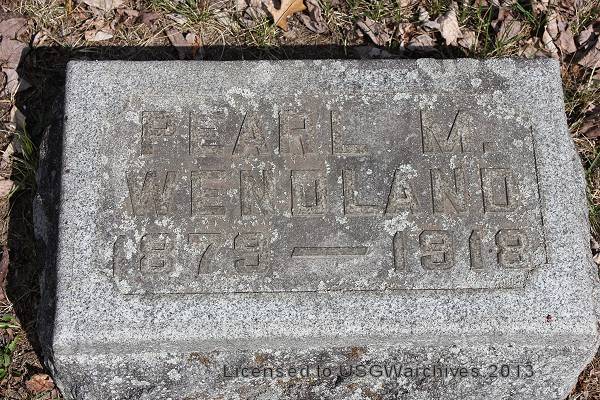 PEARL M.
WENDLAND
1879 — 1918
Licensed to USGWarchives 2013